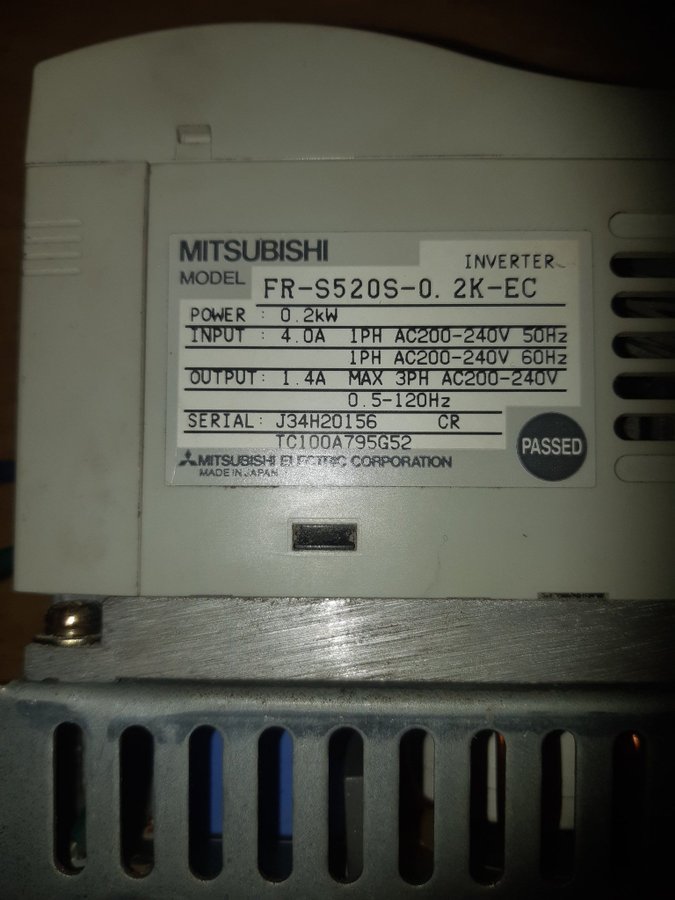 MITSUBISHI
INVERTER
MODEL FR-S520S-0.2K-EC
POWER : 0.2kW
INPUT : 4.0A 1PH AC200-240V 50Hz
1PH AC200-240V 60Hz
OUTPUT : 1.4A MAX 3PH AC200-240V
0.5-120Hz
SERIAL : J34H20156 CR
TC100A795G52
PASSED
MITSUBISHI ELECTRIC CORPORATION
MADE IN JAPAN